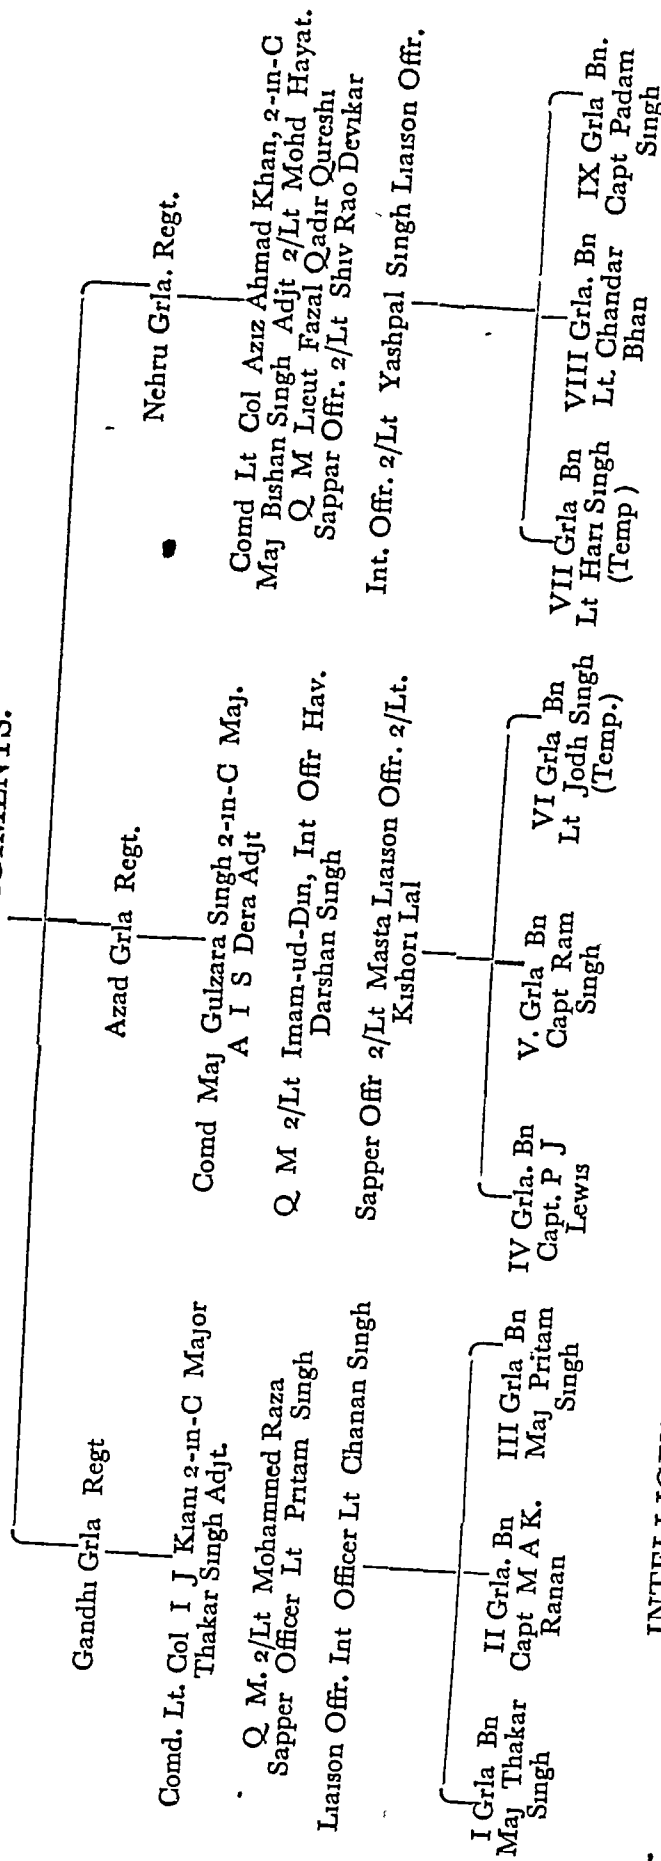 Gandhi Grla Regt
Comd. Lt. Col I J Kiani 2-in-C Major
Thakar Singh Adjt.
Q M. 2/Lt Mohammed Raza
Sapper Officer Lt Pritam Singh
Liaison Offr. Int Officer Lt Chanan Singh
I Grla Bn
Maj Thakar
Singh
II Grla. Bn
Capt M A K.
Ranan
III Grla Bn
Maj Pritam
Singh
Azad Grla Regt.
Comd Maj Gulzara Singh 2-in-C Maj.
A I S Dera Adjt
Q M 2/Lt Imam-ud-Din, Int Offr Hav.
Darshan Singh
Sapper Offr 2/Lt Masta Liaison Offr. 2/Lt.
Kishori Lal
IV Grla. Bn
Capt. P J
Lewis
V. Grla Bn
Capt Ram
Singh
VI Grla Bn
Lt Jodh Singh
(Temp.)
Nehru Grla. Regt.
Comd Lt Col Aziz Ahmad Khan, 2-in-C
Maj Bishan Singh Adjt 2/Lt Mohd Hayat.
Q M Lieut Fazal Qadir Qureshi
Sappar Offr. 2/Lt Shiv Rao Devikar
Int. Offr. 2/Lt Yashpal Singh Liaison Offr.
VII Grla Bn
Lt Hari Singh
(Temp )
VIII Grla. Bn
Lt. Chandar
Bhan
IX Grla Bn.
Capt Padam
Singh